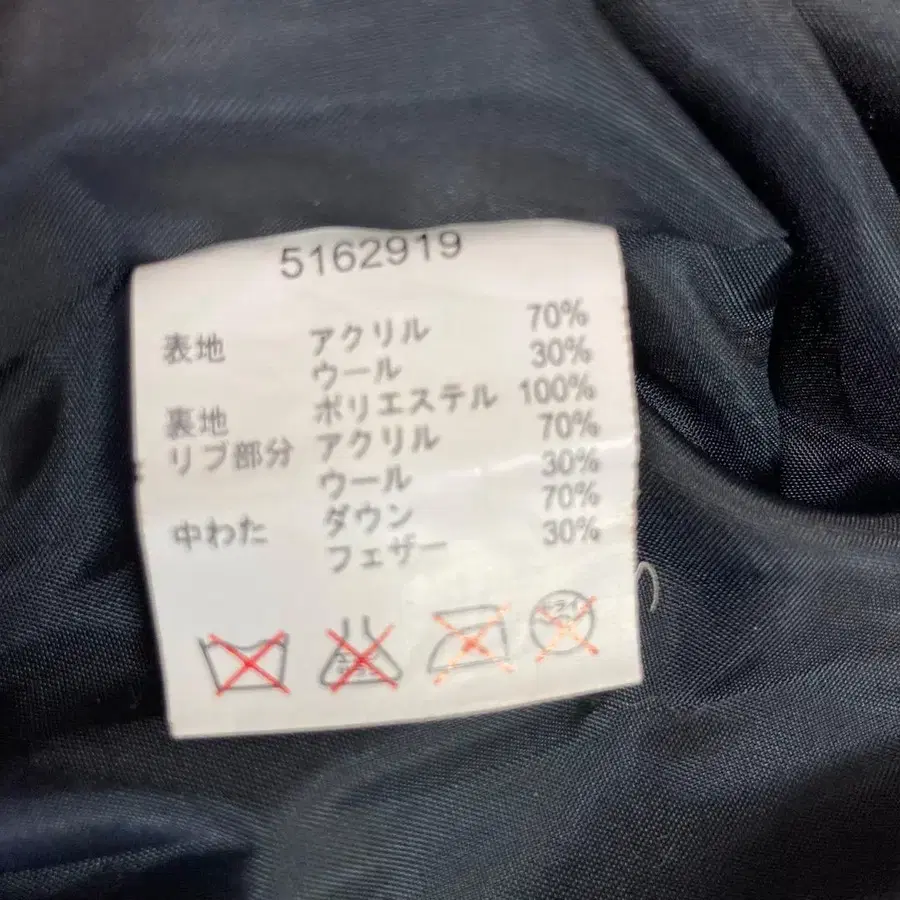 5162919
表地 アクリル 70%
ウール 30%
裏地 ポリエステル 100%
リブ部分 アクリル 70%
ウール 30%
中わた ダウン 70%
フェザー 30%